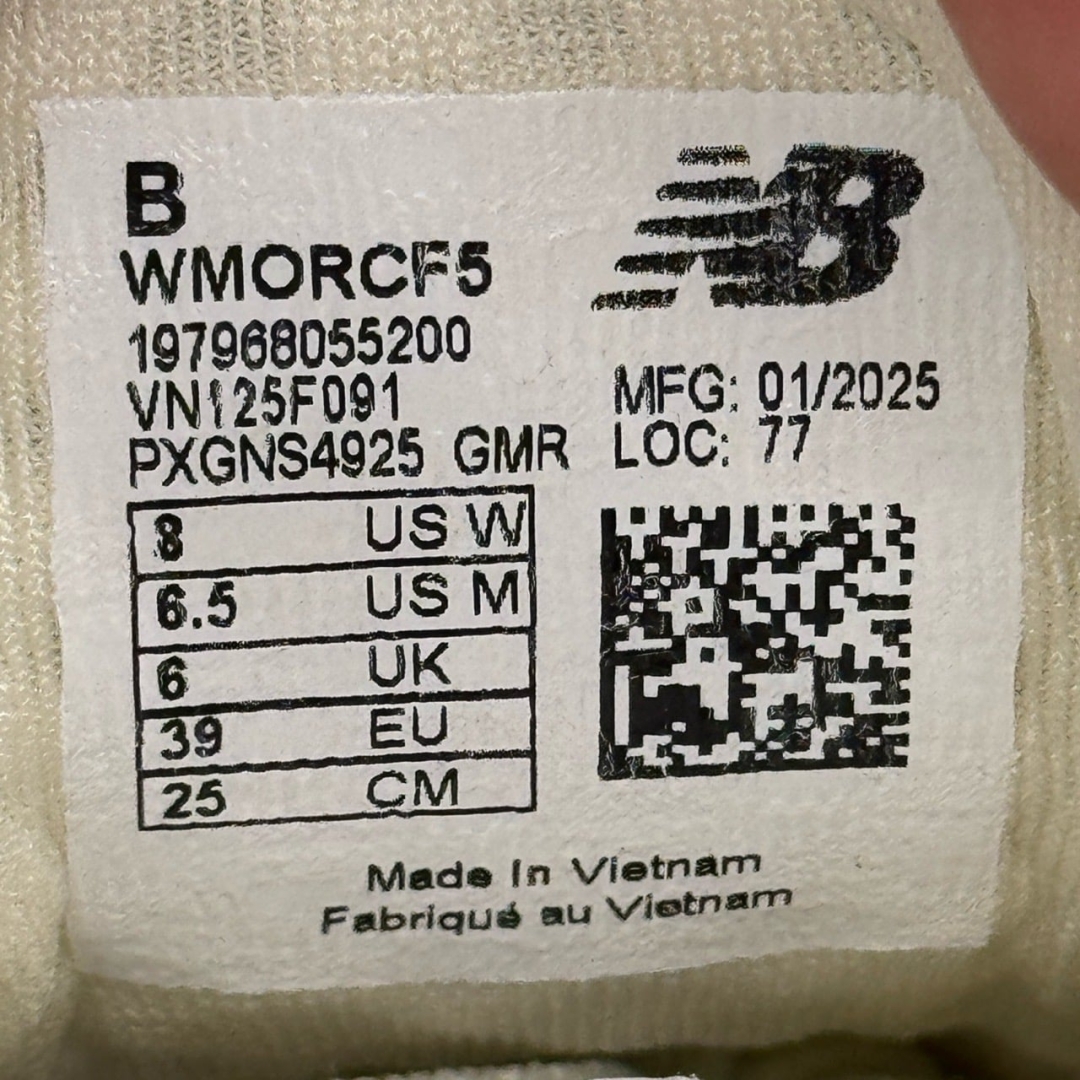 B
WMORCF5
197968055200
VN125F091
PXGNS4925 GMR
NB
MFG: 01/2025
LOC: 77
8 US W
6.5 US M
6 UK
39 EU
25 CM
Made In Vietnam
Fabriqué au Vietnam